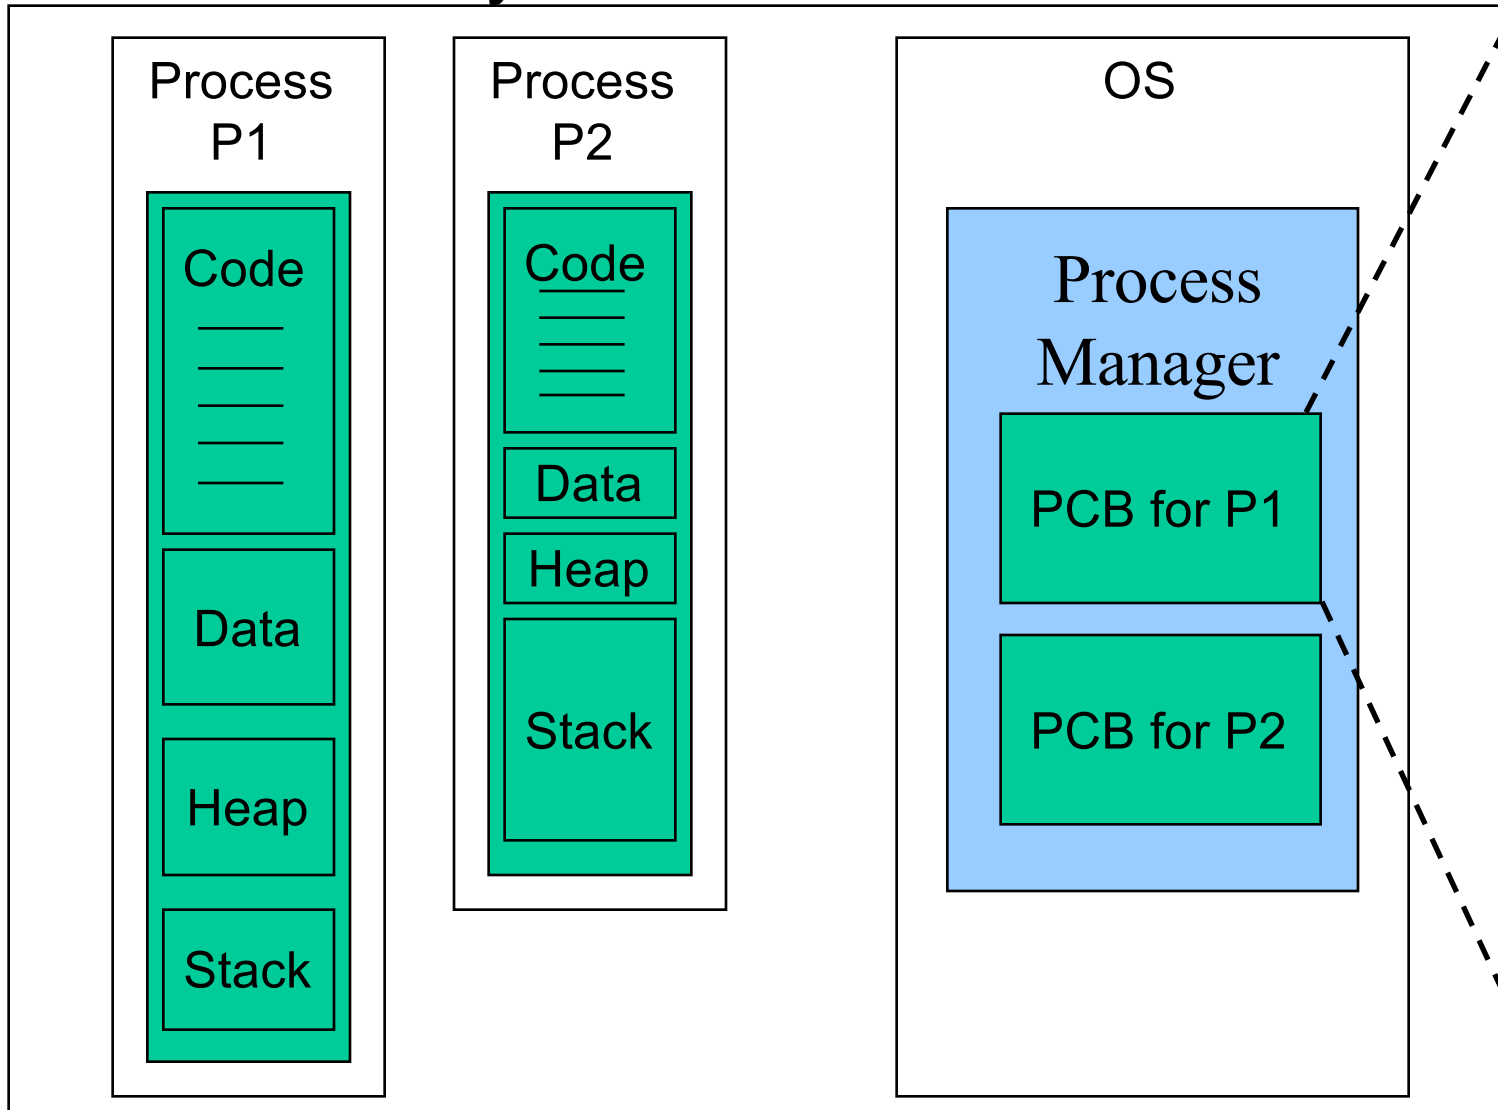 Process
P1
Code
Data
Heap
Stack
Process
P2
Code
Data
Heap
Stack
OS
Process
Manager
PCB for P1
PCB for P2